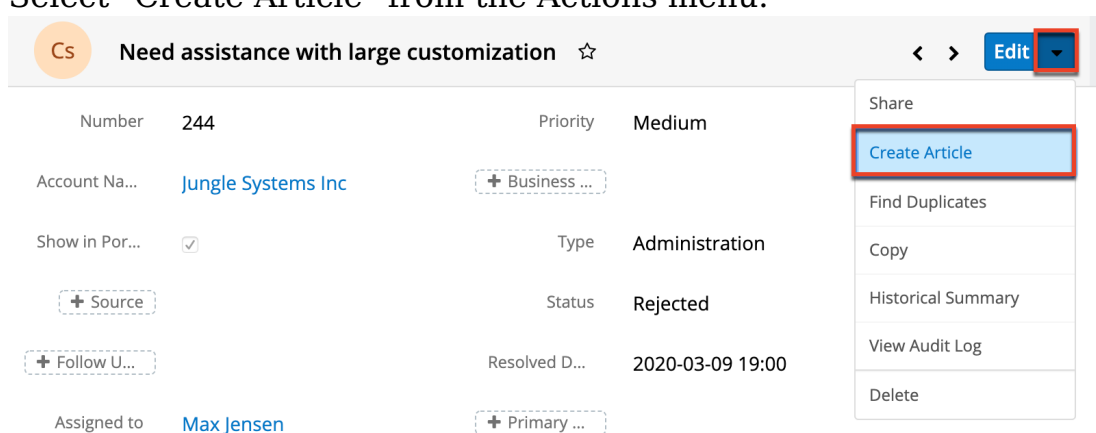 Select "Create Article" from the Actions menu.
Cs Need assistance with large customization Edit
Share
Number 244 Priority Medium
Create Article
Account Na... Jungle Systems Inc Business ...
Find Duplicates
Show in Por... Type Administration
Copy
Source Status Rejected
Historical Summary
Follow U... Resolved D... 2020-03-09 19:00
View Audit Log
Delete
Assigned to Max Jensen Primary ...